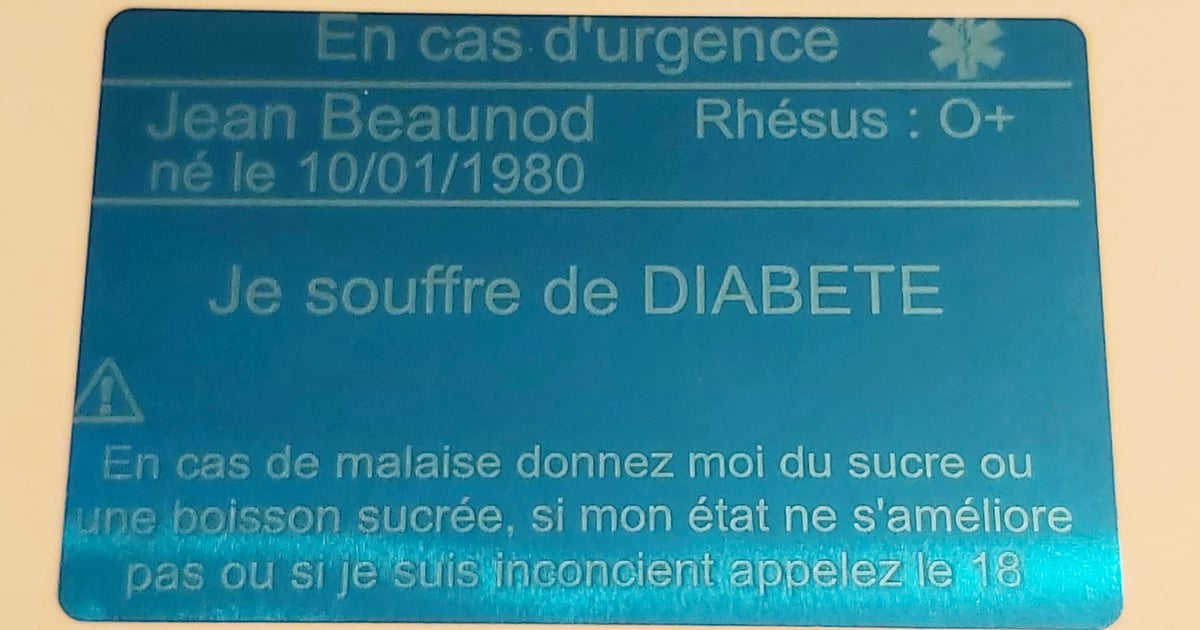 En cas d'urgence
Jean Beaunod Rhésus : O+
né le 10/01/1980
Je souffre de DIABETE
En cas de malaise donnez moi du sucre ou
une boisson sucrée, si mon état ne s'améliore
pas ou si je suis inconcient appelez le 18